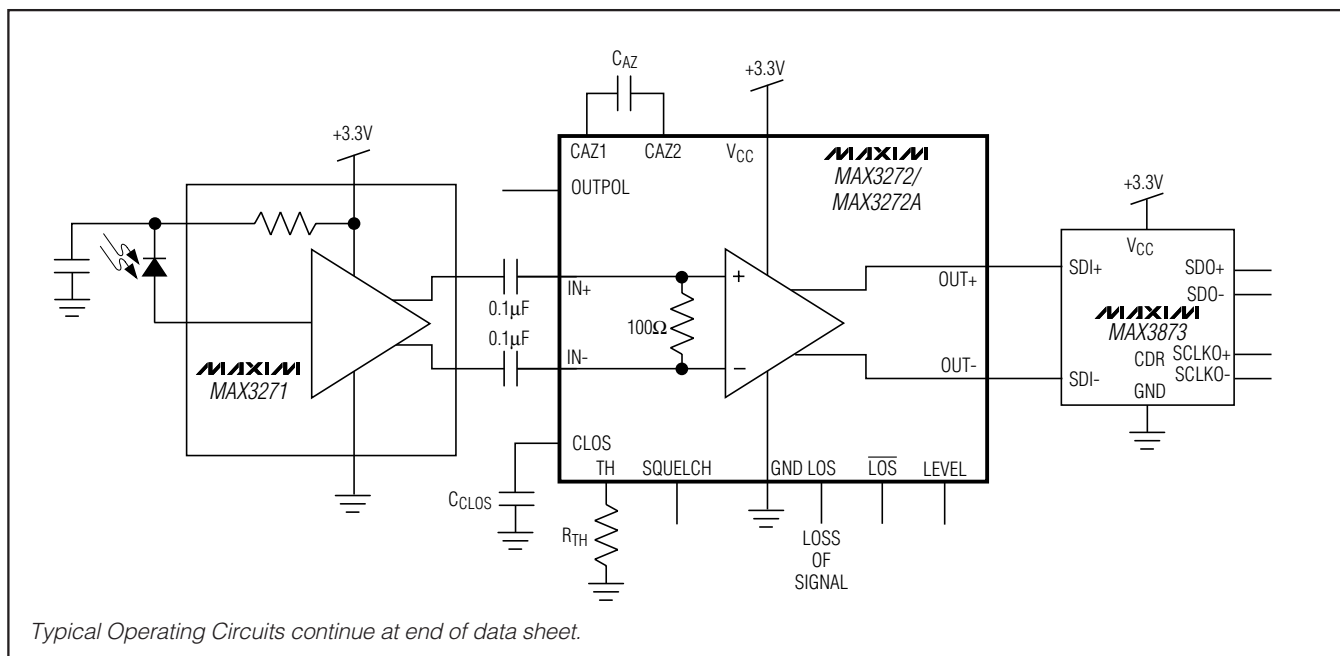 C_AZ
+3.3V
+3.3V
CAZ1 CAZ2 V_CC
MAXIM
MAX3272/
MAX3272A
OUTPOL
+3.3V
V_CC
IN+
0.1µF
0.1µF
100Ω
IN-
+
−
OUT+
OUT-
SDI+
SDO+
SDO-
MAXIM
MAX3873
CDR
SCLKO+
SCLKO-
SDI-
GND
MAXIM
MAX3271
CLOS
C_CLOS
TH SQUELCH GND LOS L̅O̅S̅ LEVEL
R_TH
LOSS
OF
SIGNAL
Typical Operating Circuits continue at end of data sheet.